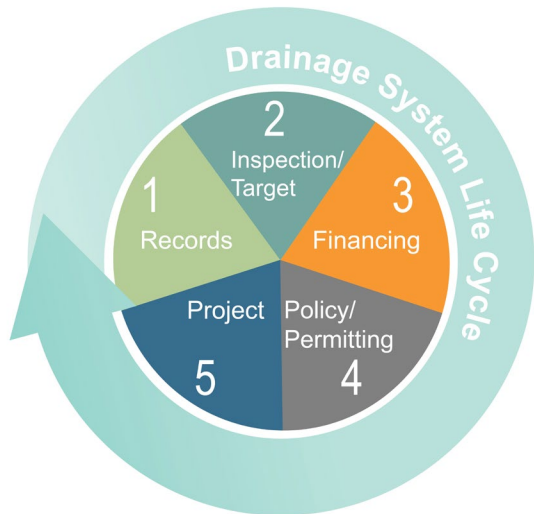 Drainage System Life Cycle
1
Records
2
Inspection/
Target
3
Financing
Policy/
Permitting
4
Project
5